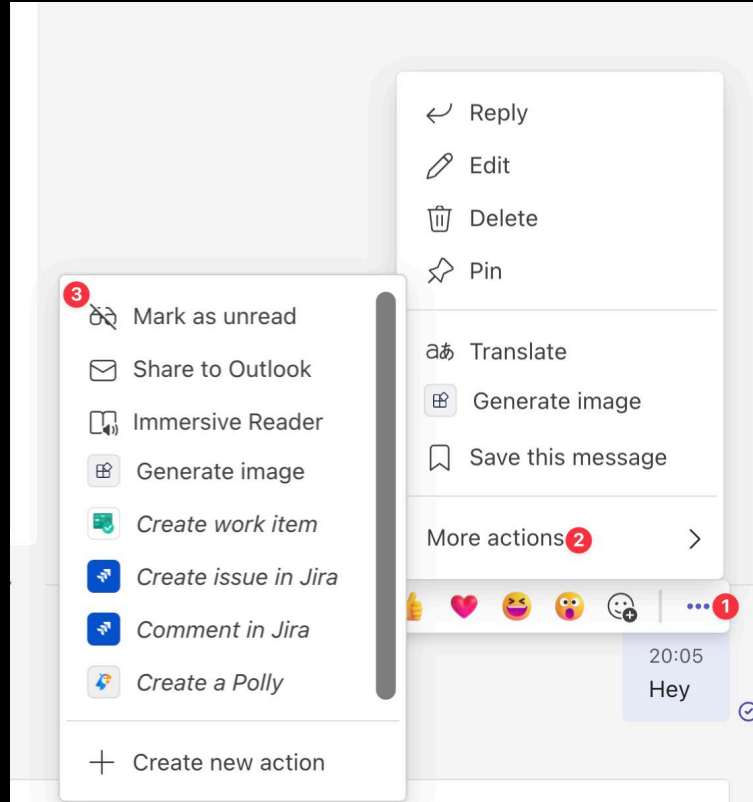 Reply
Edit
Delete
Pin
aあ Translate
Generate image
Save this message
More actions 2
1
3
Mark as unread
Share to Outlook
Immersive Reader
Generate image
Create work item
Create issue in Jira
Comment in Jira
Create a Polly
Create new action
20:05
Hey